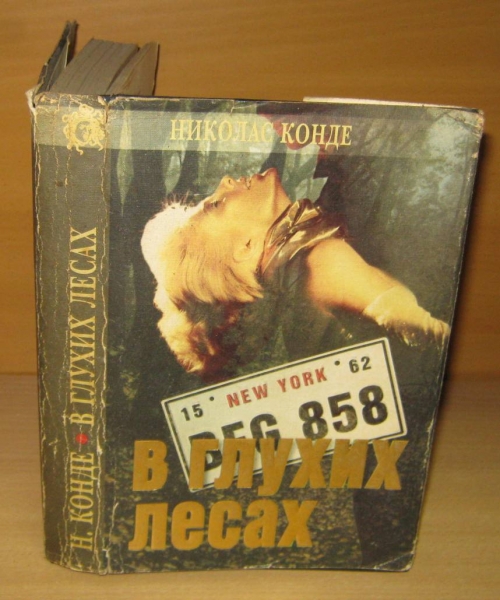 НИКОЛАС КОНДЕ
15 • NEW YORK • 62
858
в глухих
лесах
Н. КОНДЕ • В ГЛУХИХ ЛЕСАХ